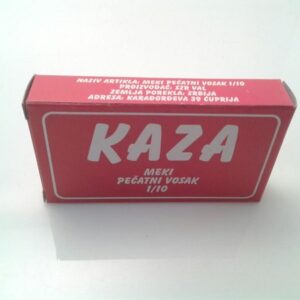 NAZIV ARTIKLA: MEKI PEČATNI VOSAK 1/10
PROIZVOĐAČ: SZR VAL
ZEMLJA POREKLA: SRBIJA
ADRESA: KARAĐORĐEVA 39 ĆUPRIJA
KAZA
MEKI
PEČATNI VOSAK
1/10